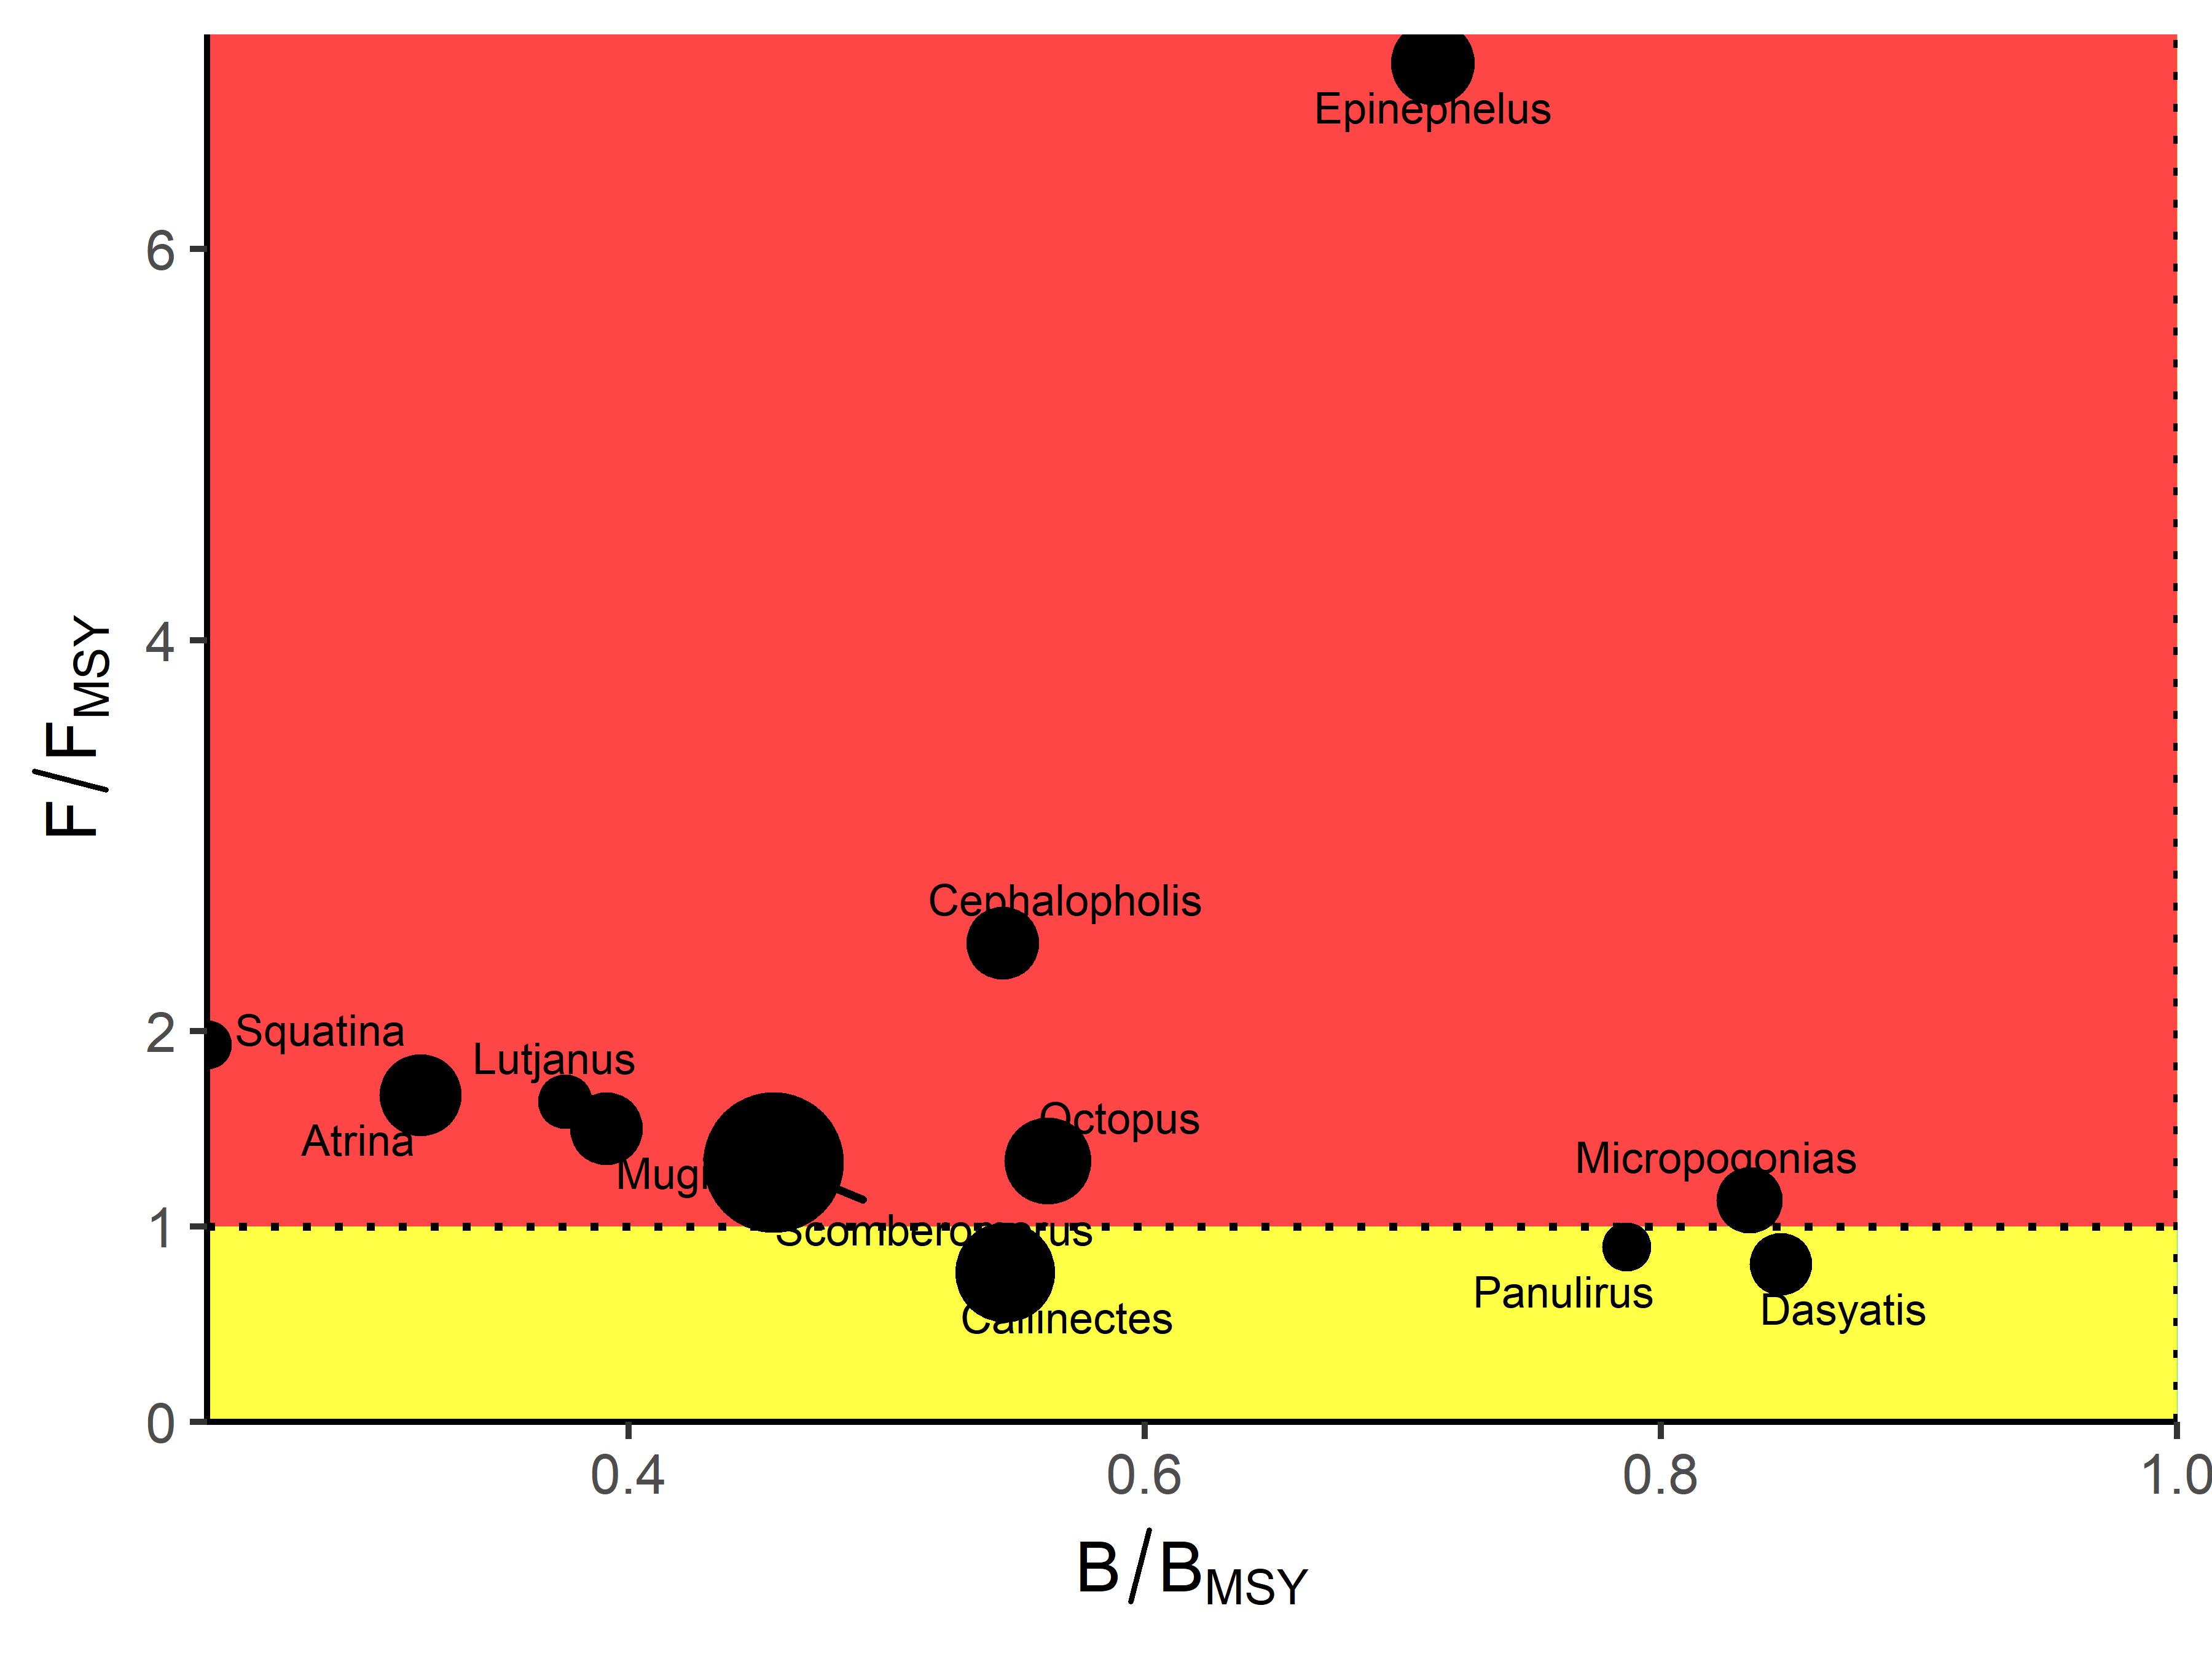 Epinephelus
6
4
F/FMSY
Cephalopholis
2
Squatina
Lutjanus
Octopus
Atrina
Micropogonias
1
Scomberomorus
Panulirus
Dasyatis
Callinectes
0
0.4 0.6 0.8 1.0
B/BMSY